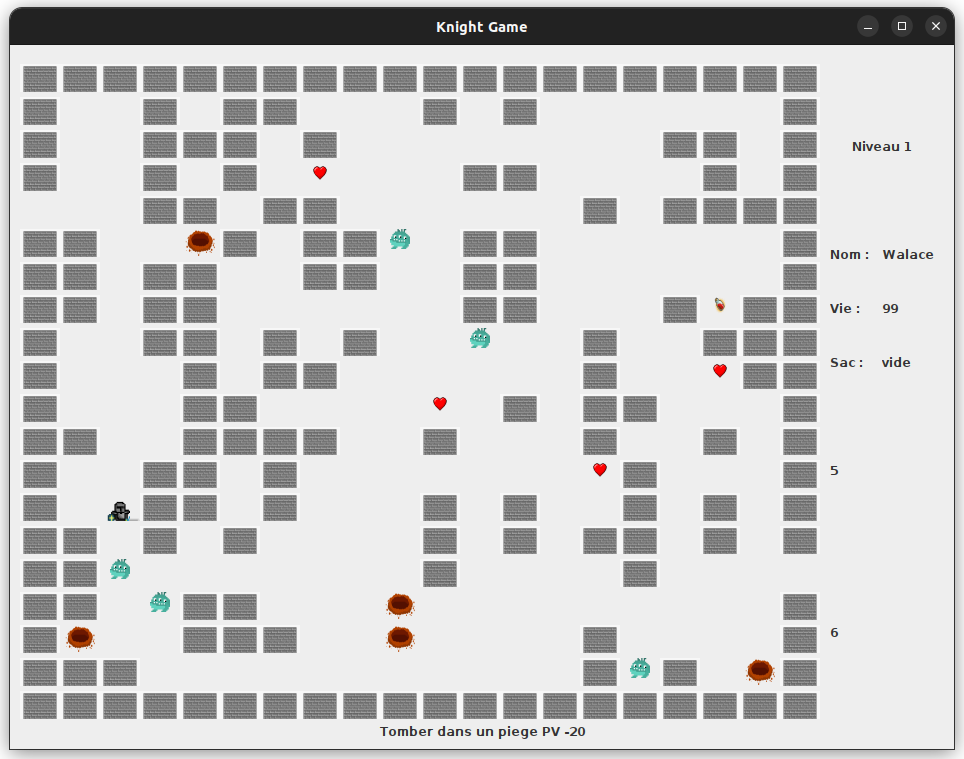 Knight Game
Niveau 1
Nom : Walace
Vie : 99
Sac : vide
5
6
Tomber dans un piege PV -20